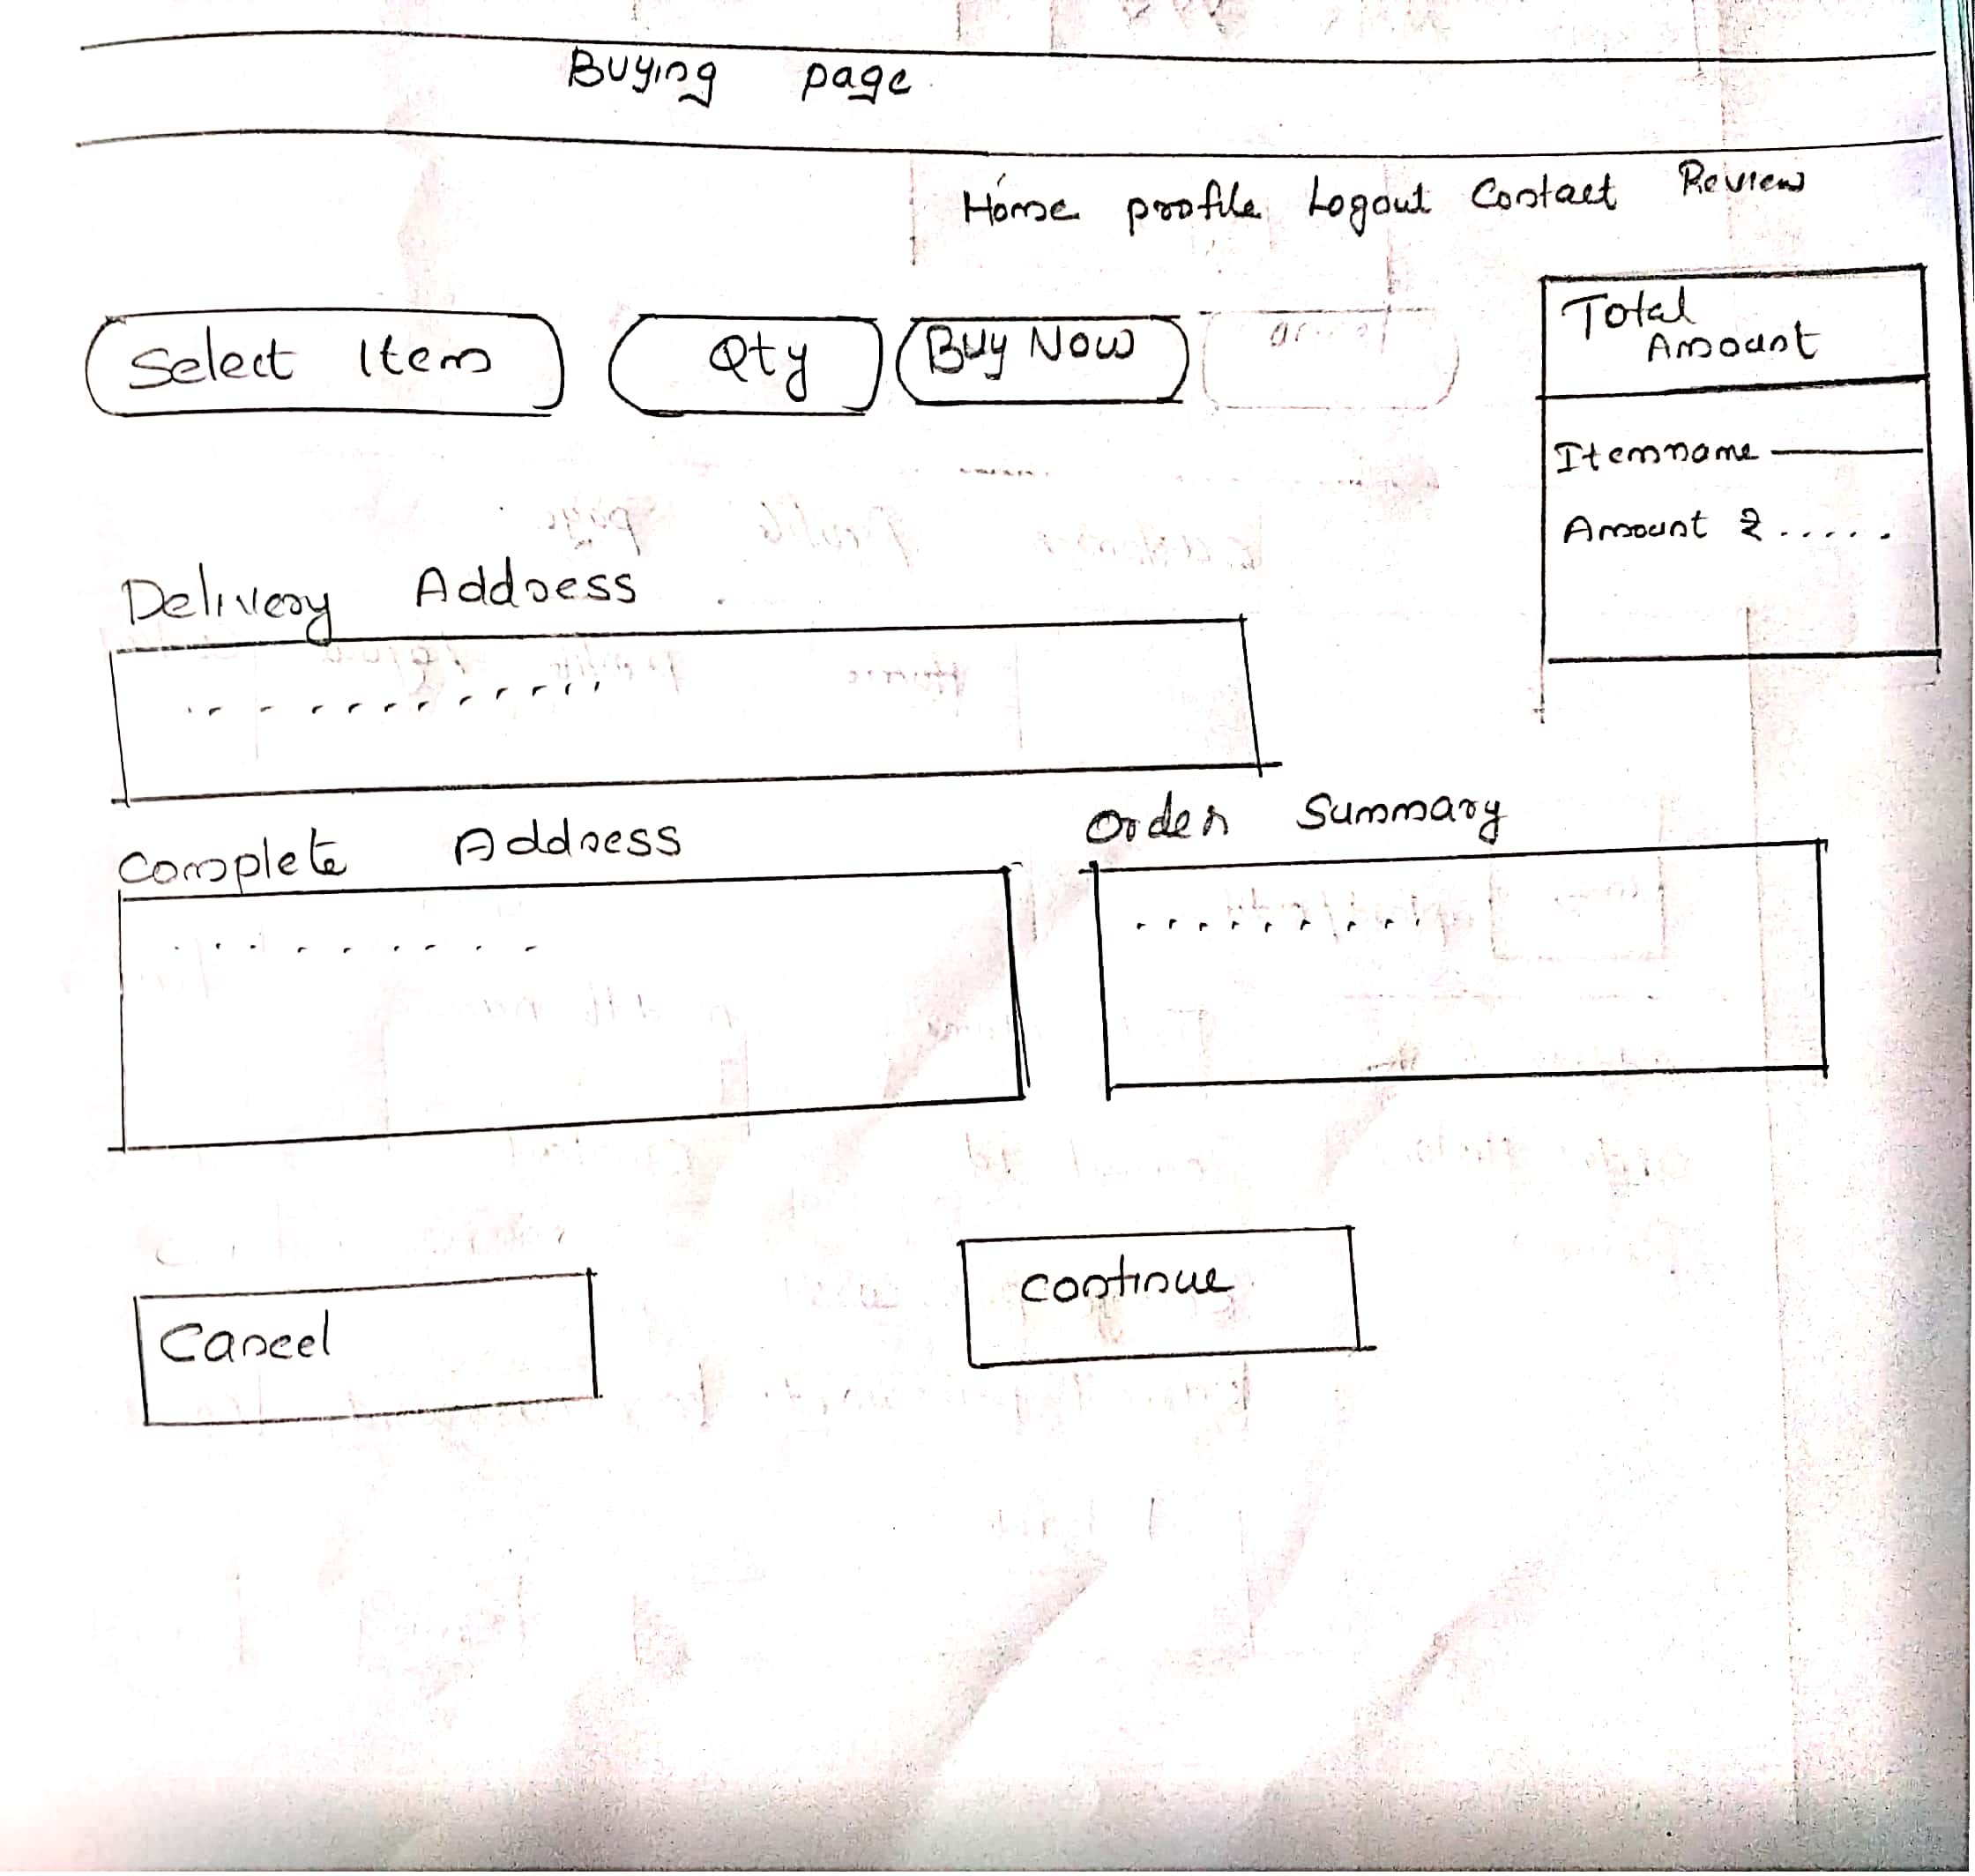 Buying page
Home profile Logout Contact Review
Select Item Qty Buy Now
Total
Amount
Itemname
Amount ₹ .....
Delivery Address
Complete Address
Order Summary
Cancel
continue